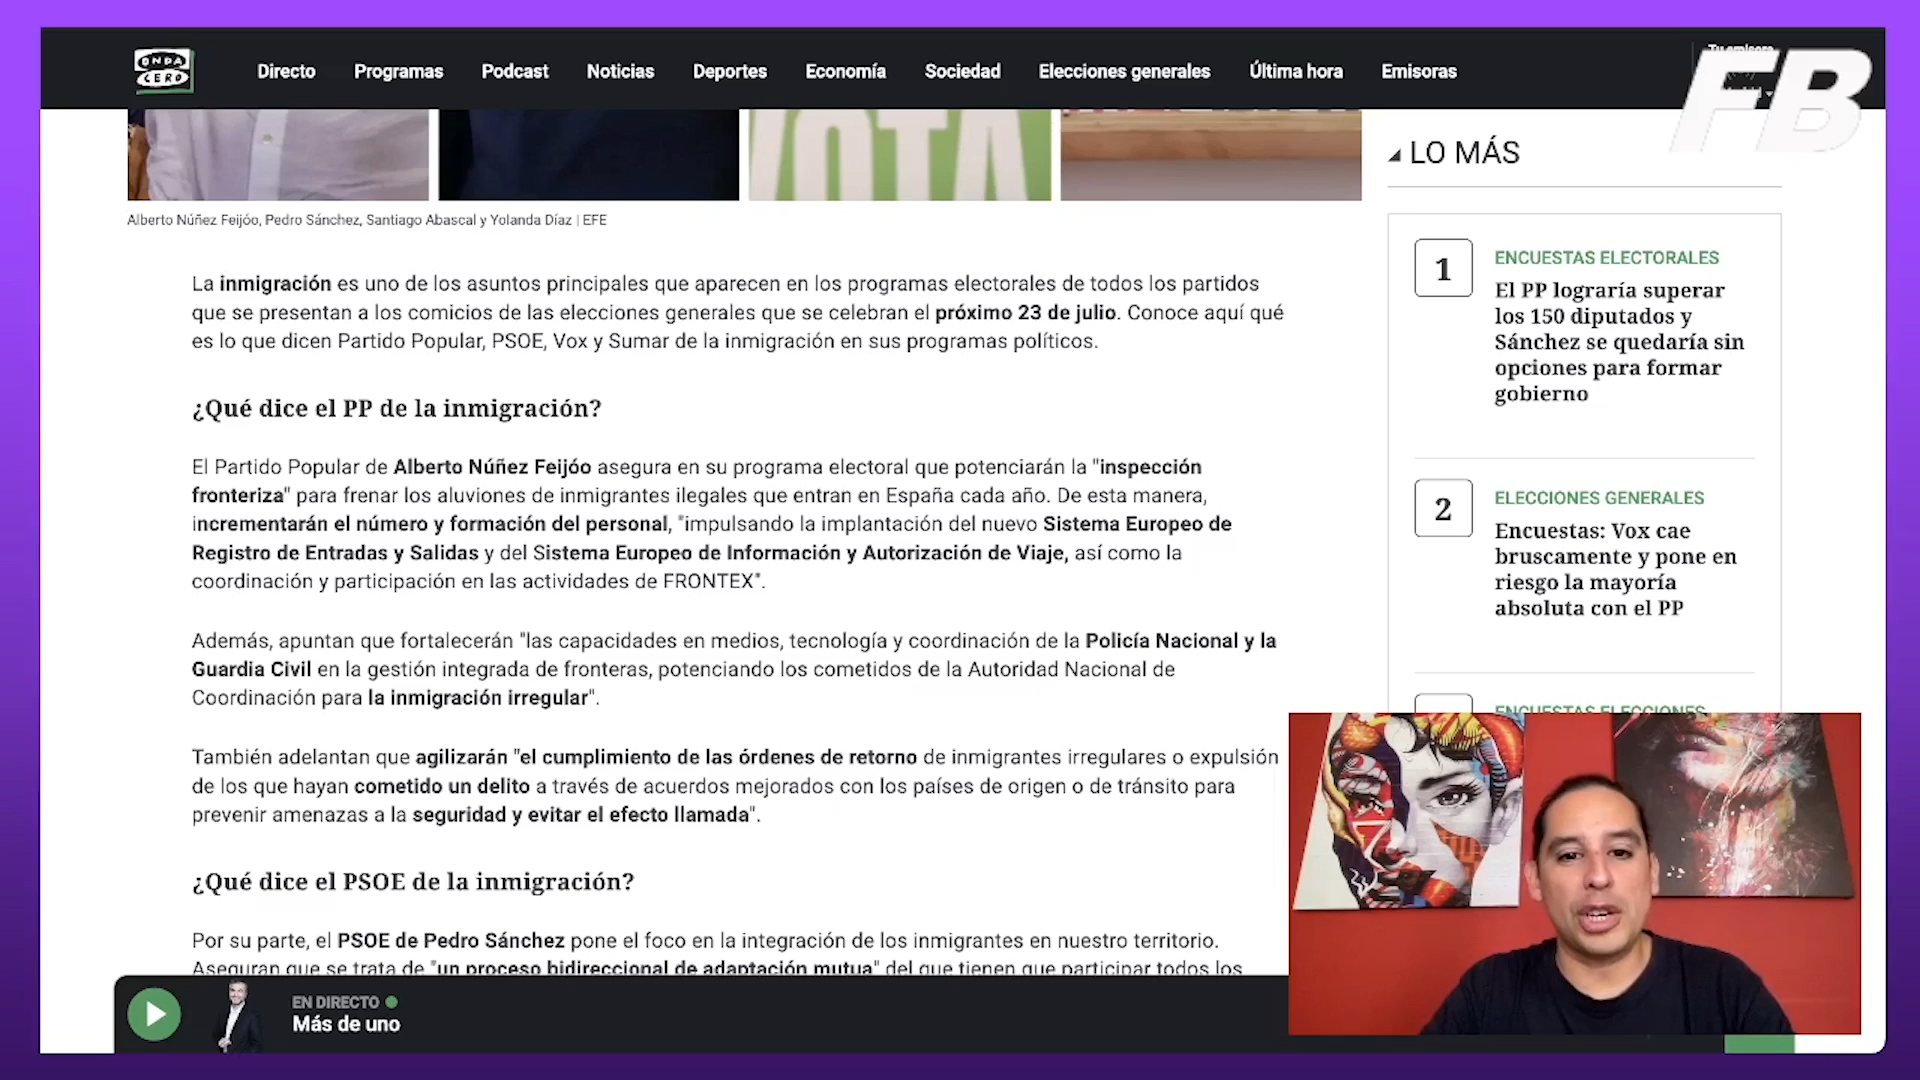 ONDA CERO
Directo
Programas
Podcast
Noticias
Deportes
Economía
Sociedad
Elecciones generales
Última hora
Emisoras
FB
VOTA
Alberto Núñez Feijóo, Pedro Sánchez, Santiago Abascal y Yolanda Díaz | EFE
La inmigración es uno de los asuntos principales que aparecen en los programas electorales de todos los partidos
que se presentan a los comicios de las elecciones generales que se celebran el próximo 23 de julio. Conoce aquí qué
es lo que dicen Partido Popular, PSOE, Vox y Sumar de la inmigración en sus programas políticos.
¿Qué dice el PP de la inmigración?
El Partido Popular de Alberto Núñez Feijóo asegura en su programa electoral que potenciarán la "inspección
fronteriza" para frenar los aluviones de inmigrantes ilegales que entran en España cada año. De esta manera,
incrementarán el número y formación del personal, "impulsando la implantación del nuevo Sistema Europeo de
Registro de Entradas y Salidas y del Sistema Europeo de Información y Autorización de Viaje, así como la
coordinación y participación en las actividades de FRONTEX".
Además, apuntan que fortalecerán "las capacidades en medios, tecnología y coordinación de la Policía Nacional y la
Guardia Civil en la gestión integrada de fronteras, potenciando los cometidos de la Autoridad Nacional de
Coordinación para la inmigración irregular".
También adelantan que agilizarán "el cumplimiento de las órdenes de retorno de inmigrantes irregulares o expulsión
de los que hayan cometido un delito a través de acuerdos mejorados con los países de origen o de tránsito para
prevenir amenazas a la seguridad y evitar el efecto llamada".
¿Qué dice el PSOE de la inmigración?
Por su parte, el PSOE de Pedro Sánchez pone el foco en la integración de los inmigrantes en nuestro territorio.
Aseguran que se trata de "un proceso bidireccional de adaptación mutua" del que tienen que participar todos los
LO MÁS
1
ENCUESTAS ELECTORALES
El PP lograría superar
los 150 diputados y
Sánchez se quedaría sin
opciones para formar
gobierno
2
ELECCIONES GENERALES
Encuestas: Vox cae
bruscamente y pone en
riesgo la mayoría
absoluta con el PP
ENCUESTAS ELECCIONES
EN DIRECTO
Más de uno